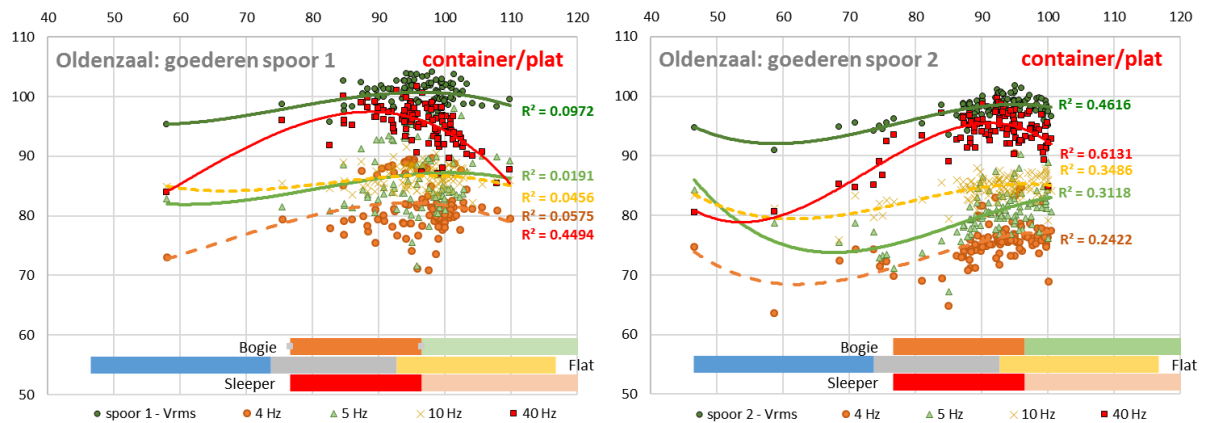 40 50 60 70 80 90 100 110 120
110 100 90 80 70 60 50
Oldenzaal: goederen spoor 1
container/plat
R² = 0.0972
R² = 0.0191
R² = 0.0456
R² = 0.0575
R² = 0.4494
Bogie
Flat
Sleeper
spoor 1 - Vrms 4 Hz 5 Hz 10 Hz 40 Hz
40 50 60 70 80 90 100 110 120
110 100 90 80 70 60 50
Oldenzaal: goederen spoor 2
container/plat
R² = 0.4616
R² = 0.6131
R² = 0.3486
R² = 0.3118
R² = 0.2422
Bogie
Flat
Sleeper
spoor 2 - Vrms 4 Hz 5 Hz 10 Hz 40 Hz